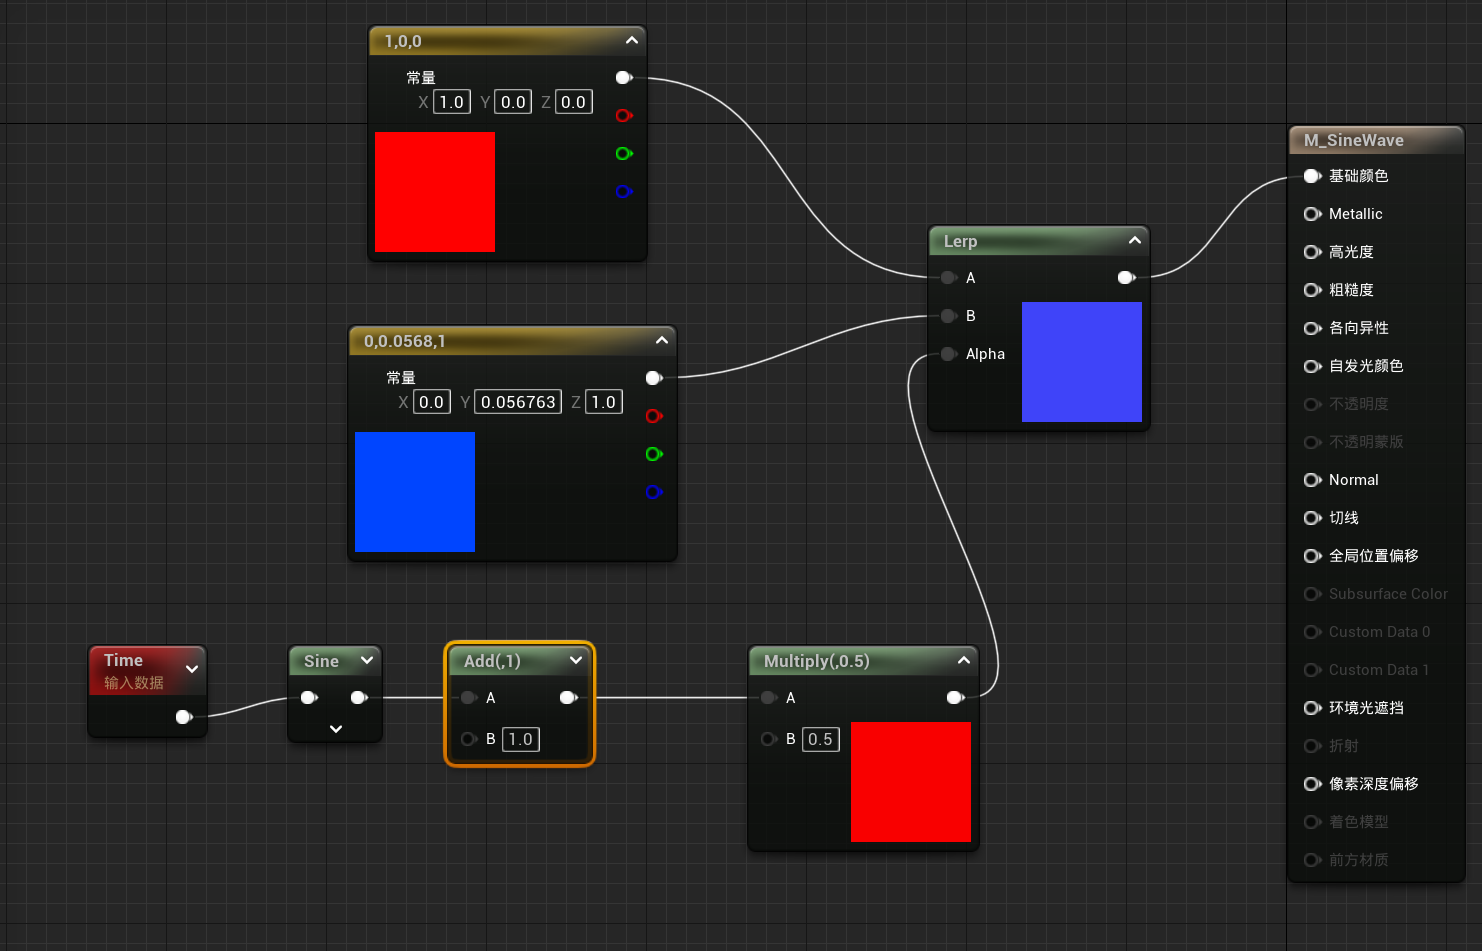 1,0,0
常量
X 1.0 Y 0.0 Z 0.0
0,0.0568,1
常量
X 0.0 Y 0.056763 Z 1.0
Time
输入数据
Sine
Add(,1)
A
B 1.0
Multiply(,0.5)
A
B 0.5
Lerp
A
B
Alpha
M_SineWave
基础颜色
Metallic
高光度
粗糙度
各向异性
自发光颜色
不透明度
不透明蒙版
Normal
切线
全局位置偏移
Subsurface Color
Custom Data 0
Custom Data 1
环境光遮挡
折射
像素深度偏移
着色模型
前方材质